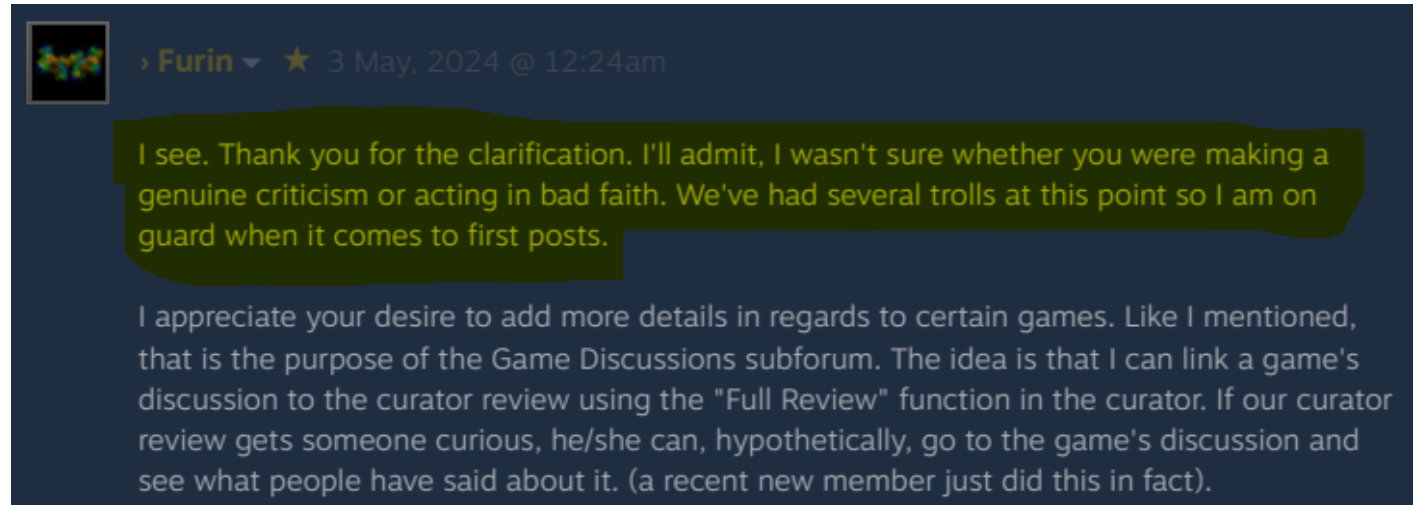 › Furin ▾ ★ 3 May, 2024 @ 12:24am
I see. Thank you for the clarification. I'll admit, I wasn't sure whether you were making a
genuine criticism or acting in bad faith. We've had several trolls at this point so I am on
guard when it comes to first posts.
I appreciate your desire to add more details in regards to certain games. Like I mentioned,
that is the purpose of the Game Discussions subforum. The idea is that I can link a game's
discussion to the curator review using the "Full Review" function in the curator. If our curator
review gets someone curious, he/she can, hypothetically, go to the game's discussion and
see what people have said about it. (a recent new member just did this in fact).